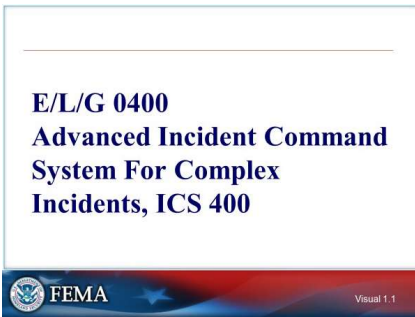 E/L/G 0400
Advanced Incident Command
System For Complex
Incidents, ICS 400
FEMA
Visual 1.1